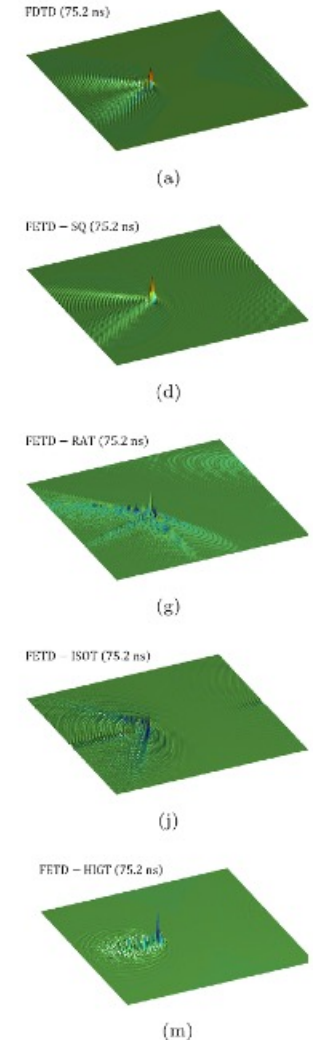 FDTD (75.2 ns)
(a)
FETD − SQ (75.2 ns)
(d)
FETD − RAT (75.2 ns)
(g)
FETD − ISOT (75.2 ns)
(j)
FETD − HIGT (75.2 ns)
(m)